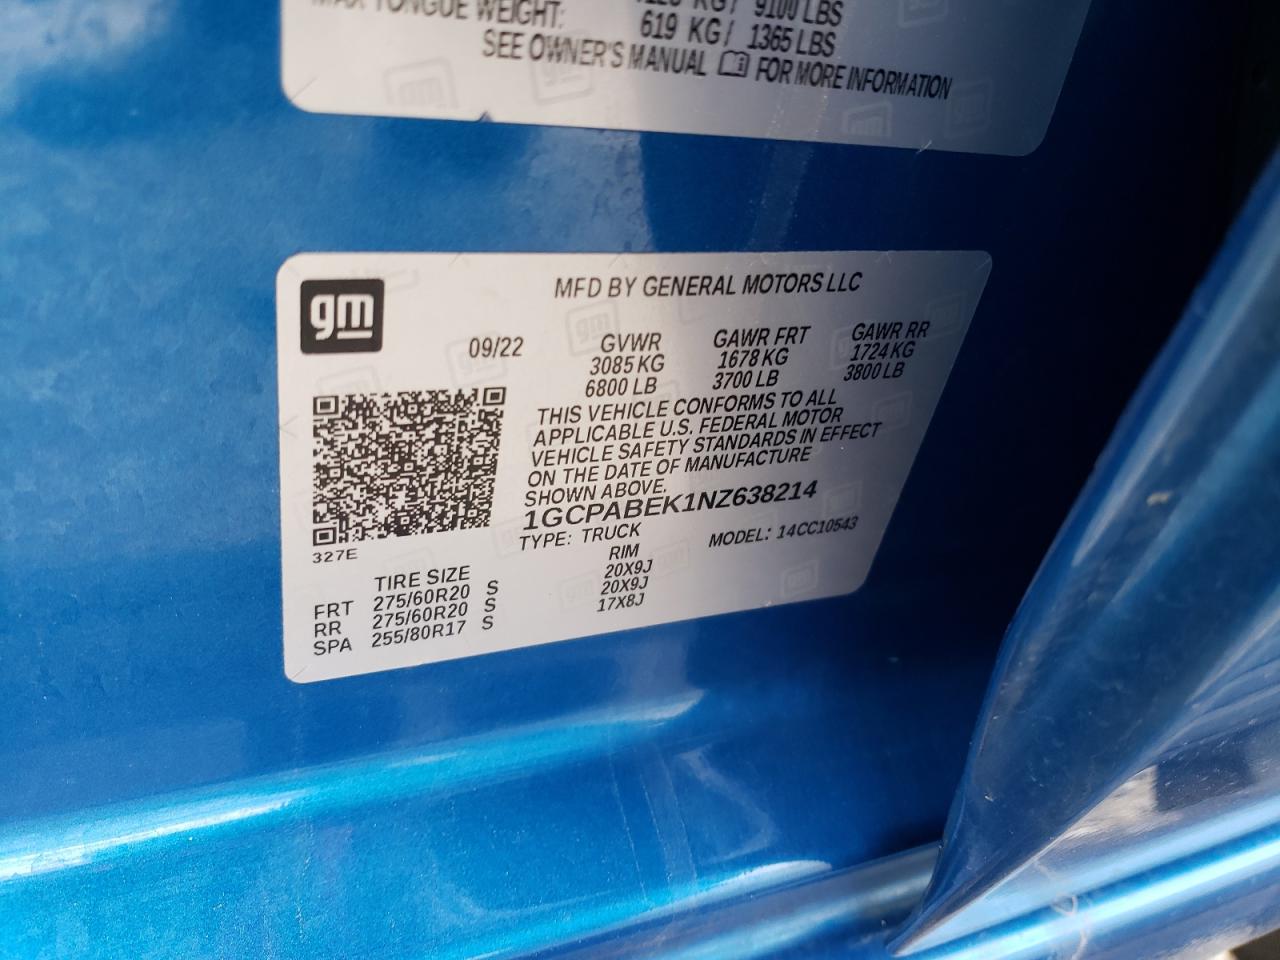 MAX TONGUE WEIGHT:
KG/ 9100 LBS
619 KG/ 1365 LBS
SEE OWNER'S MANUAL FOR MORE INFORMATION
gm
MFD BY GENERAL MOTORS LLC
09/22 GVWR GAWR FRT GAWR RR
3085 KG 1678 KG 1724 KG
6800 LB 3700 LB 3800 LB
THIS VEHICLE CONFORMS TO ALL
APPLICABLE U.S. FEDERAL MOTOR
VEHICLE SAFETY STANDARDS IN EFFECT
ON THE DATE OF MANUFACTURE
SHOWN ABOVE.
1GCPABEK1NZ638214
TYPE: TRUCK MODEL: 14CC10543
327E
TIRE SIZE RIM
FRT 275/60R20 S 20X9J
RR 275/60R20 S 20X9J
SPA 255/80R17 S 17X8J